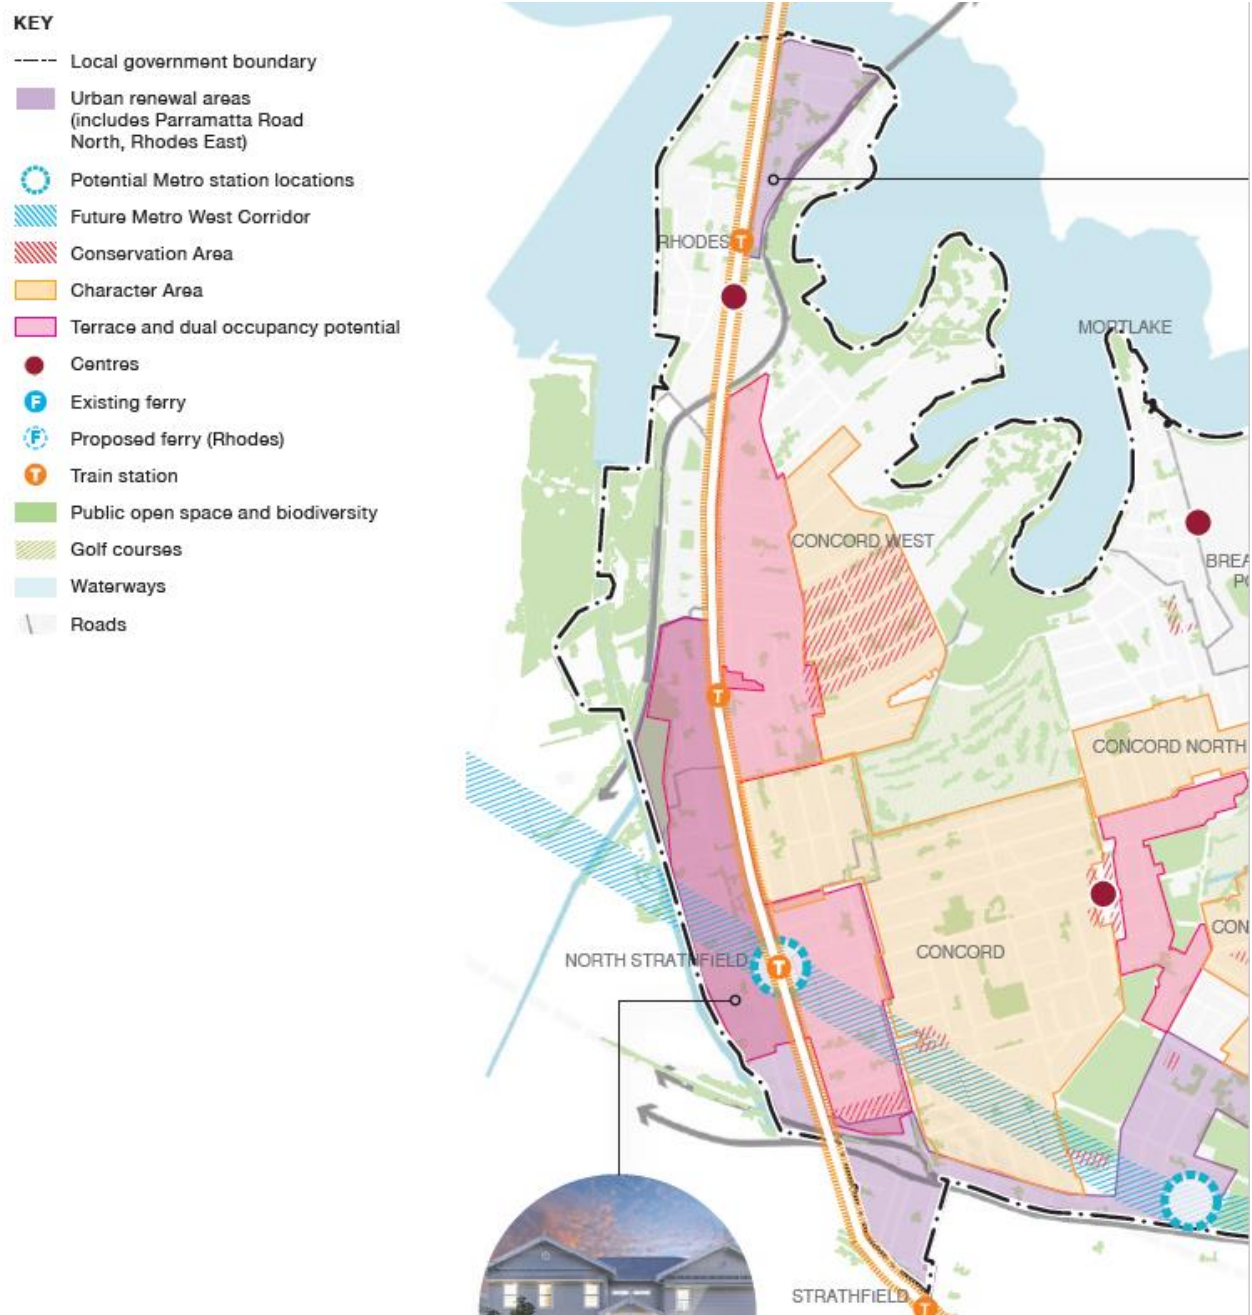 KEY
Local government boundary
Urban renewal areas
(includes Parramatta Road
North, Rhodes East)
Potential Metro station locations
Future Metro West Corridor
Conservation Area
Character Area
Terrace and dual occupancy potential
Centres
F Existing ferry
F Proposed ferry (Rhodes)
T Train station
Public open space and biodiversity
Golf courses
Waterways
Roads
RHODES T
MORTLAKE
CONCORD WEST
BREA
PO
T
CONCORD NORTH
CON
CONCORD
NORTH STRATHFIELD T
STRATHFIELD T